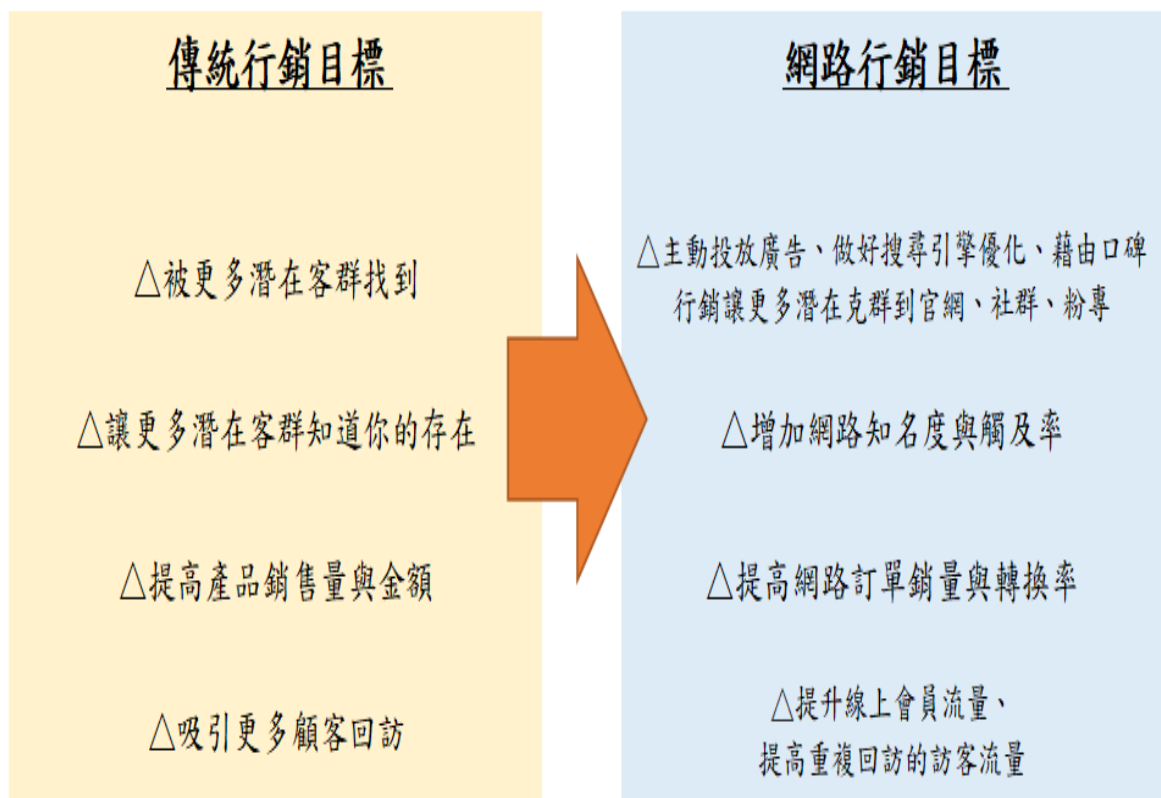 傳統行銷目標
△被更多潛在客群找到
△讓更多潛在客群知道你的存在
△提高產品銷售量與金額
△吸引更多顧客回訪
網路行銷目標
△主動投放廣告、做好搜尋引擎優化、藉由口碑
行銷讓更多潛在克群到官網、社群、粉專
△增加網路知名度與觸及率
△提高網路訂單銷量與轉換率
△提升線上會員流量、
提高重複回訪的訪客流量